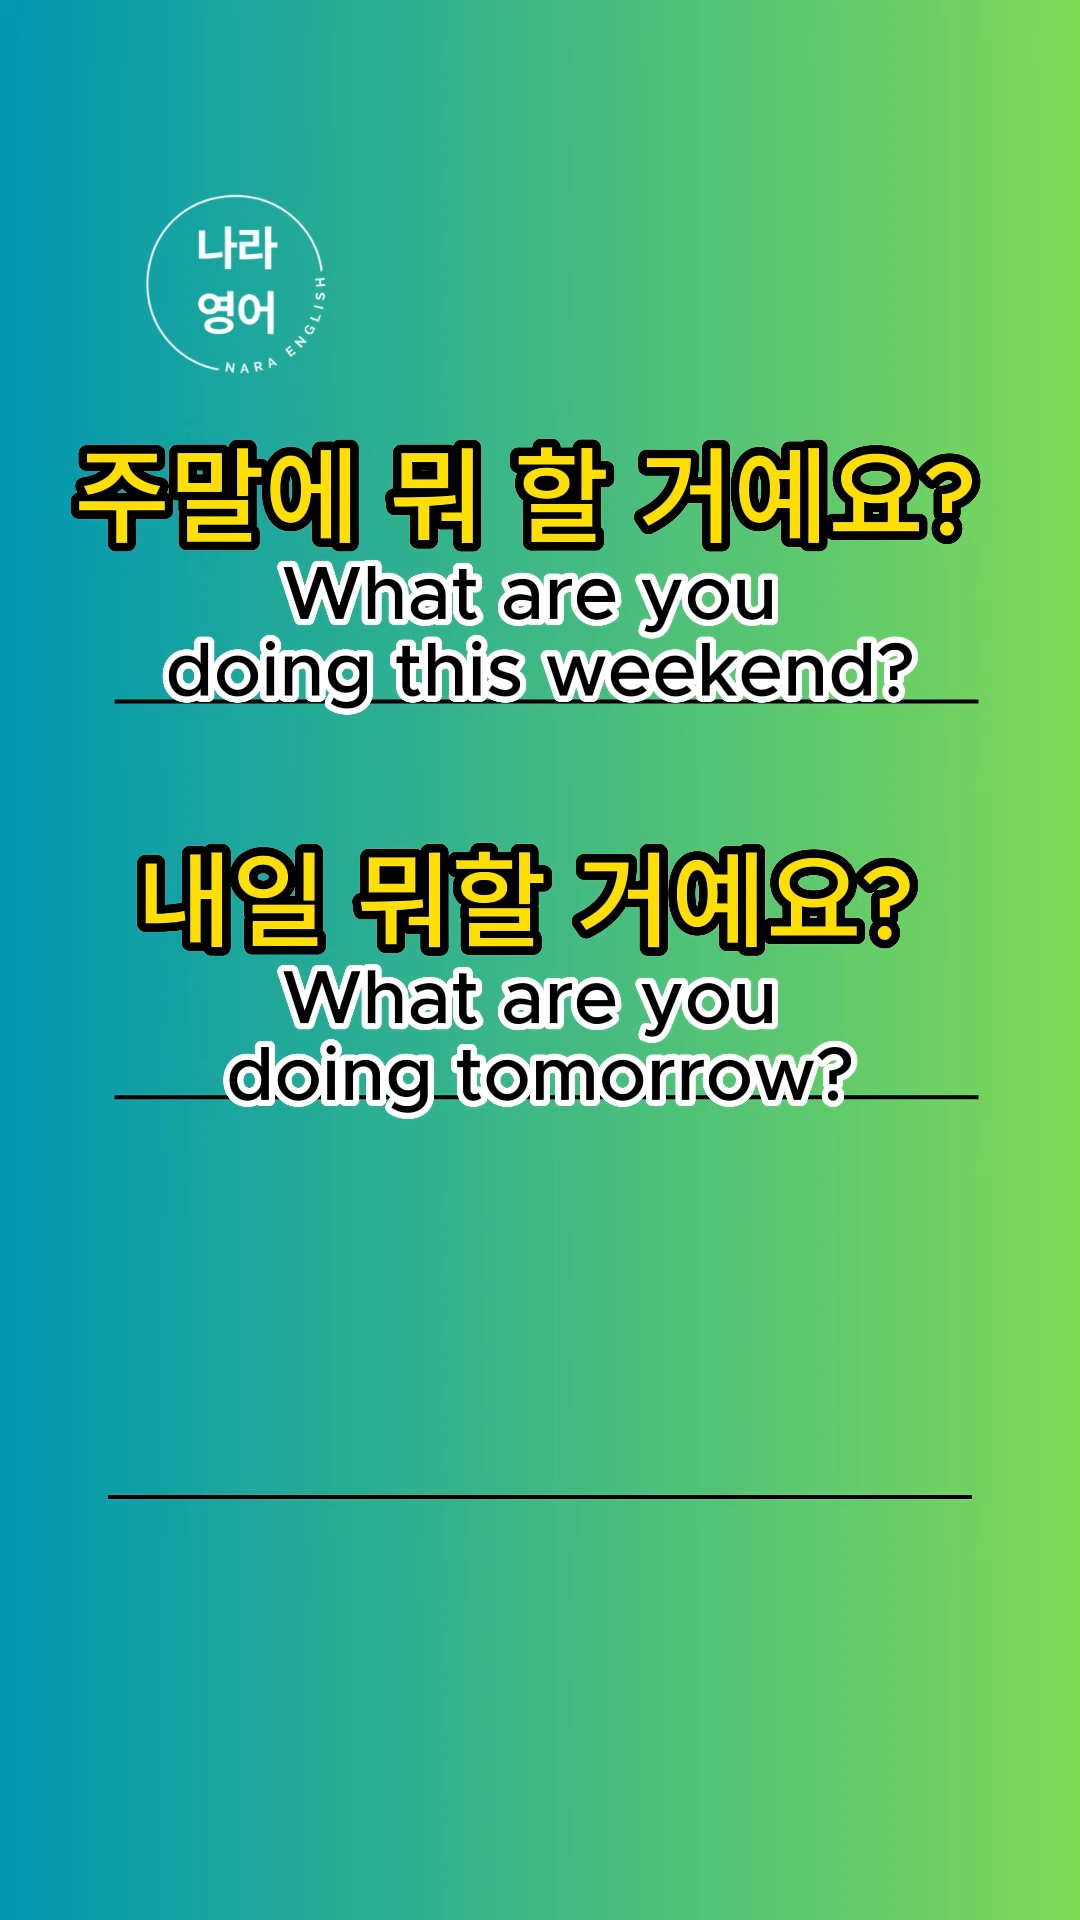 나라
영어
NARA ENGLISH
주말에 뭐 할 거예요?
What are you
doing this weekend?
내일 뭐할 거예요?
What are you
doing tomorrow?